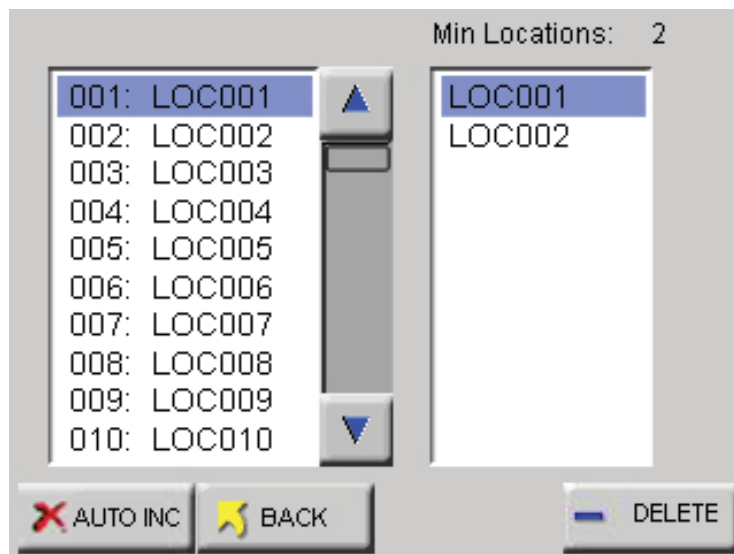 Min Locations: 2
001: LOC001
002: LOC002
003: LOC003
004: LOC004
005: LOC005
006: LOC006
007: LOC007
008: LOC008
009: LOC009
010: LOC010
LOC001
LOC002
AUTO INC
BACK
DELETE